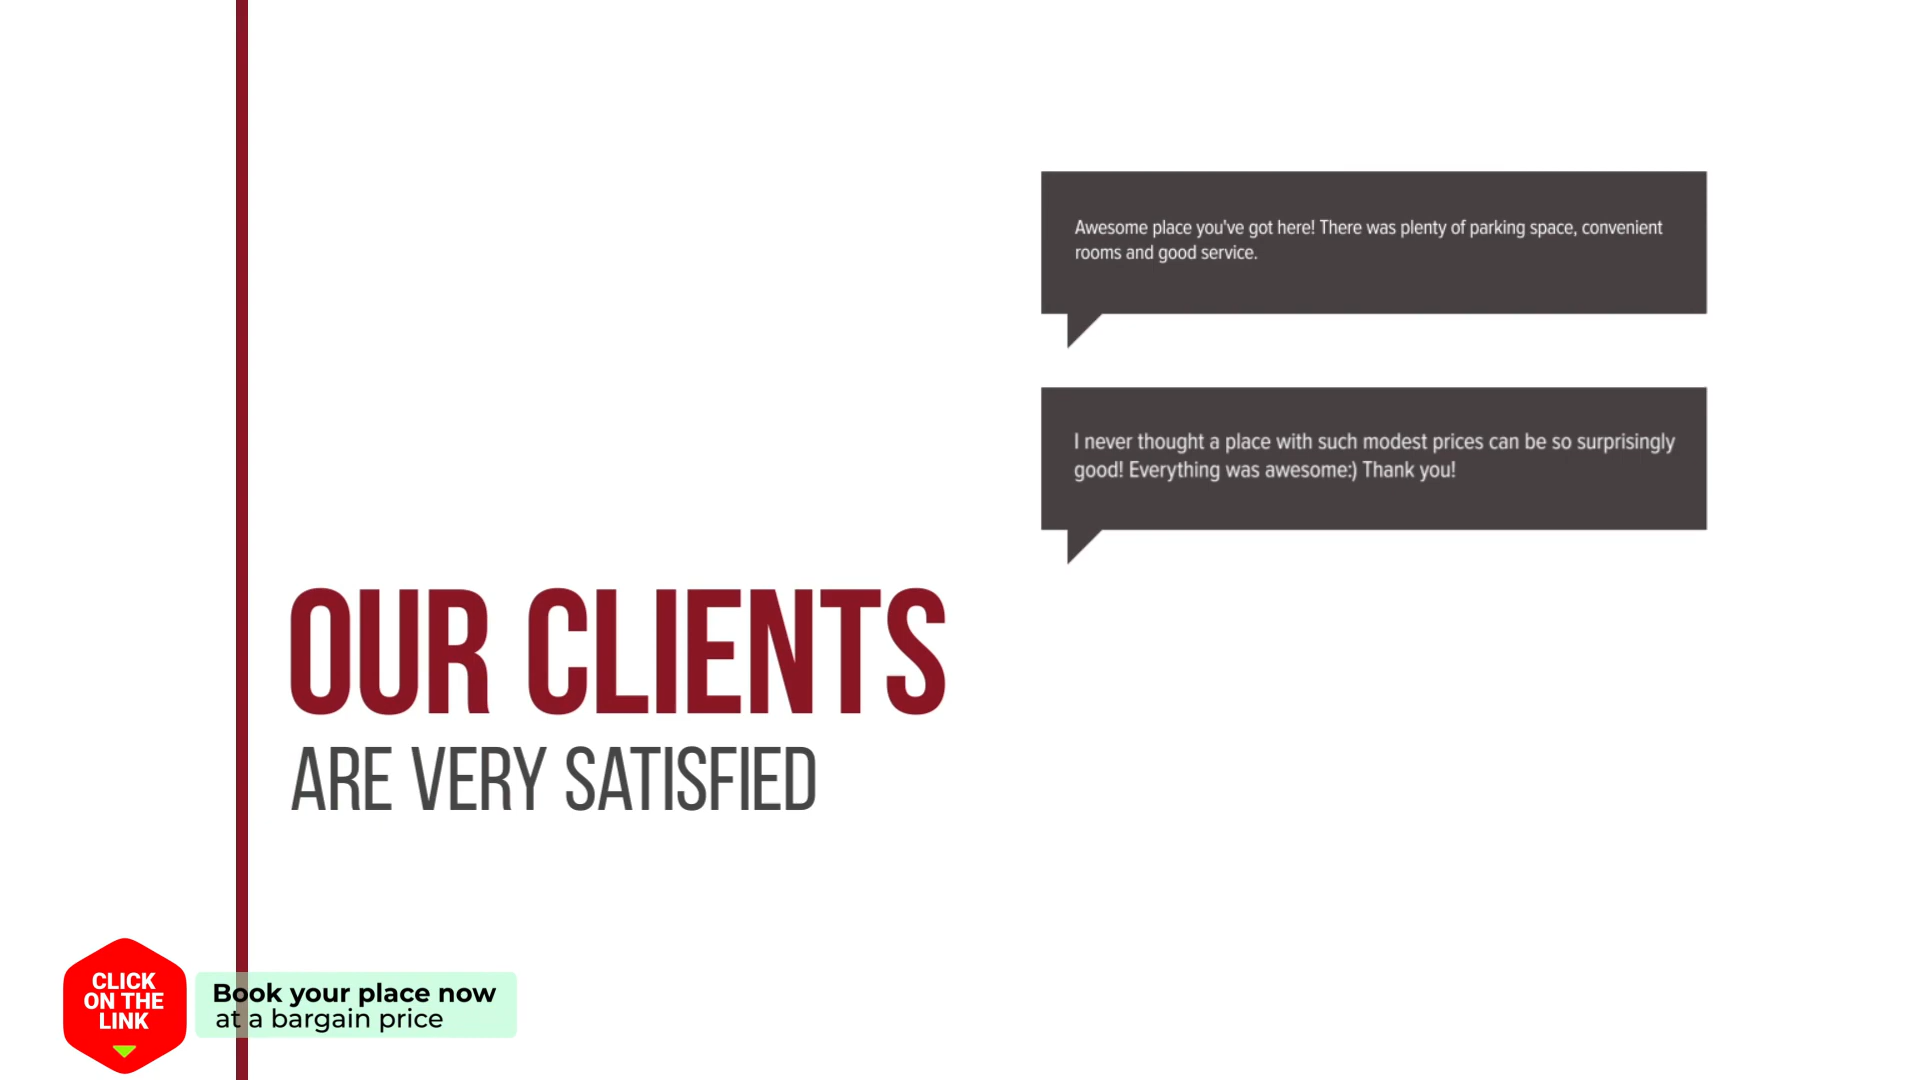 Awesome place you've got here! There was plenty of parking space, convenient
rooms and good service.
I never thought a place with such modest prices can be so surprisingly
good! Everything was awesome:) Thank you!
OUR CLIENTS
ARE VERY SATISFIED
CLICK
ON THE
LINK
Book your place now
at a bargain price